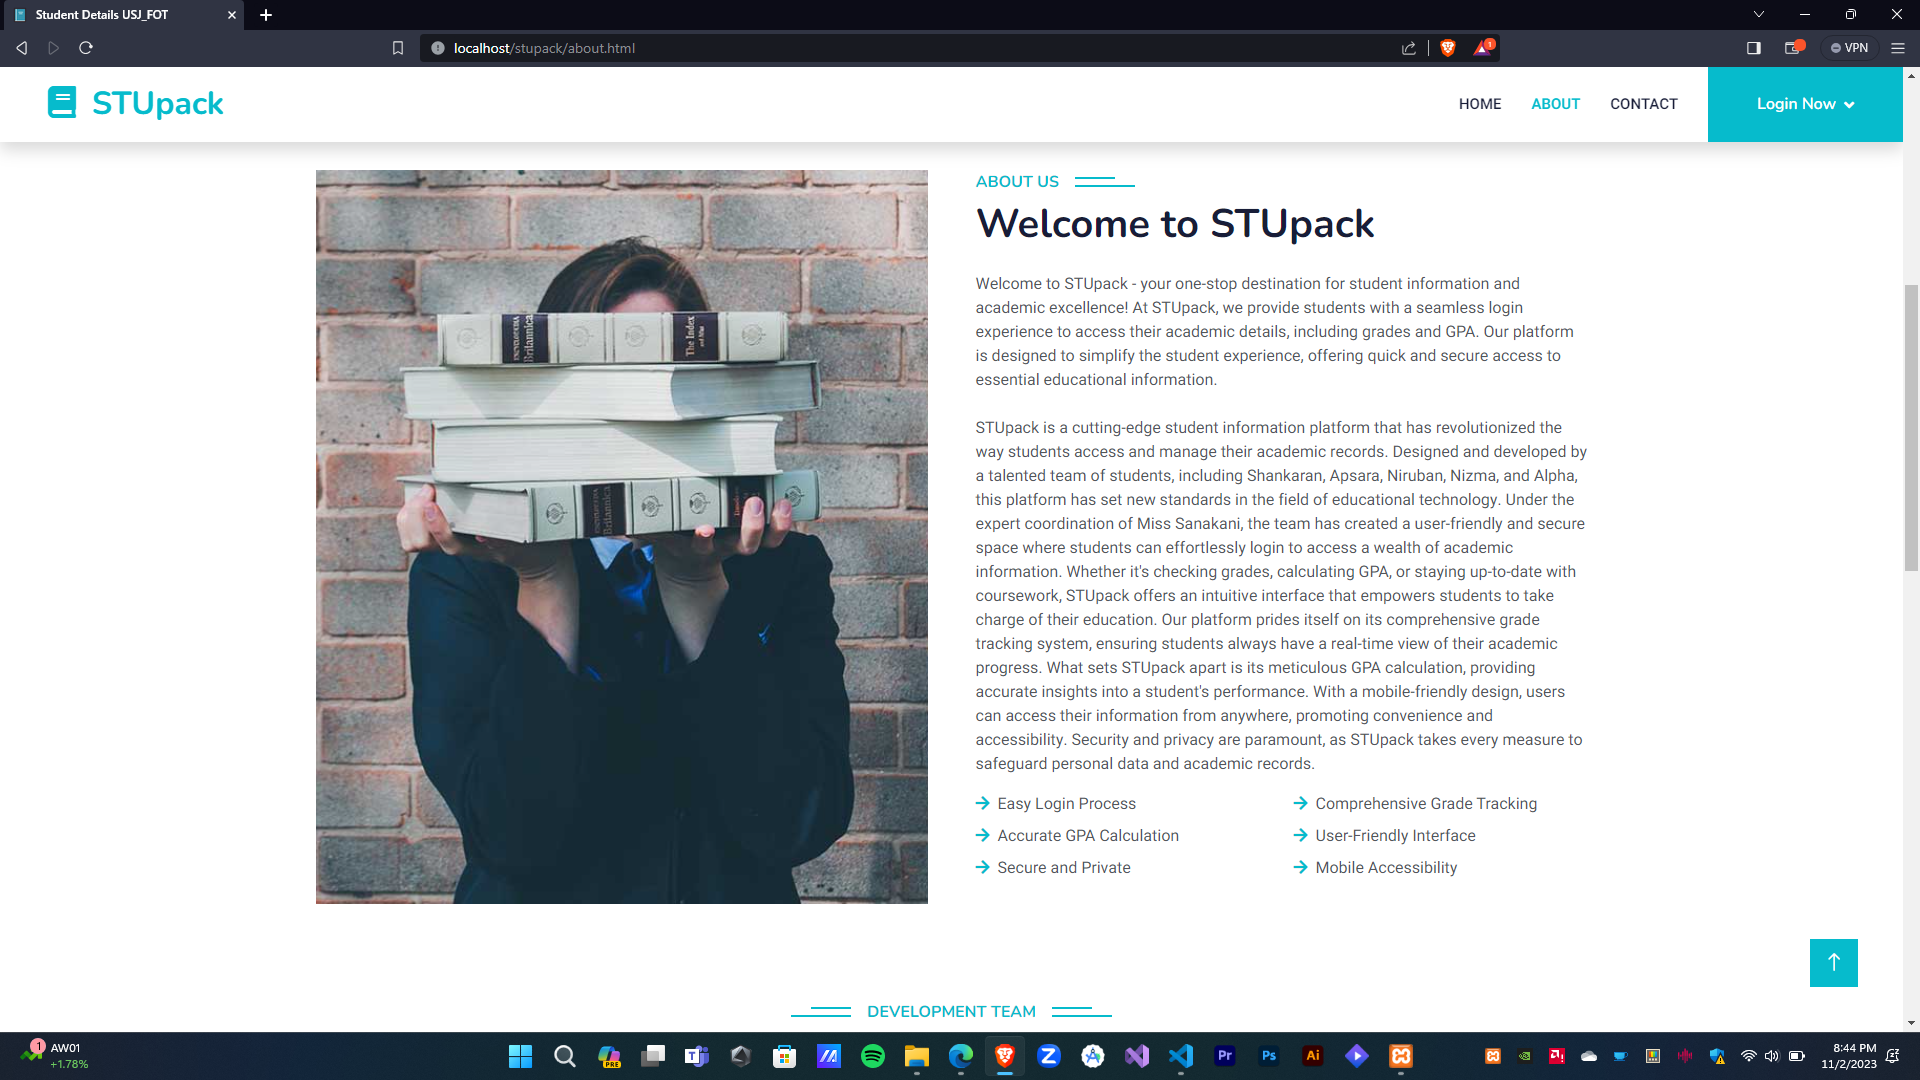 Student Details USJ_FOT
localhost/stupack/about.html
1
VPN
STUpack
HOME
ABOUT
CONTACT
Login Now
ABOUT US
Welcome to STUpack
Welcome to STUpack - your one-stop destination for student information and
academic excellence! At STUpack, we provide students with a seamless login
experience to access their academic details, including grades and GPA. Our platform
is designed to simplify the student experience, offering quick and secure access to
essential educational information.
STUpack is a cutting-edge student information platform that has revolutionized the
way students access and manage their academic records. Designed and developed by
a talented team of students, including Shankaran, Apsara, Niruban, Nizma, and Alpha,
this platform has set new standards in the field of educational technology. Under the
expert coordination of Miss Sanakani, the team has created a user-friendly and secure
space where students can effortlessly login to access a wealth of academic
information. Whether it's checking grades, calculating GPA, or staying up-to-date with
coursework, STUpack offers an intuitive interface that empowers students to take
charge of their education. Our platform prides itself on its comprehensive grade
tracking system, ensuring students always have a real-time view of their academic
progress. What sets STUpack apart is its meticulous GPA calculation, providing
accurate insights into a student's performance. With a mobile-friendly design, users
can access their information from anywhere, promoting convenience and
accessibility. Security and privacy are paramount, as STUpack takes every measure to
safeguard personal data and academic records.
Easy Login Process
Comprehensive Grade Tracking
Accurate GPA Calculation
User-Friendly Interface
Secure and Private
Mobile Accessibility
ENCYCLOPAEDIA
Britannica
The Index
ENCYCLOPAEDIA
Britannica
DEVELOPMENT TEAM
1
AW01
+1.78%
PRE
Pr
Ps
Ai
8:44 PM
11/2/2023